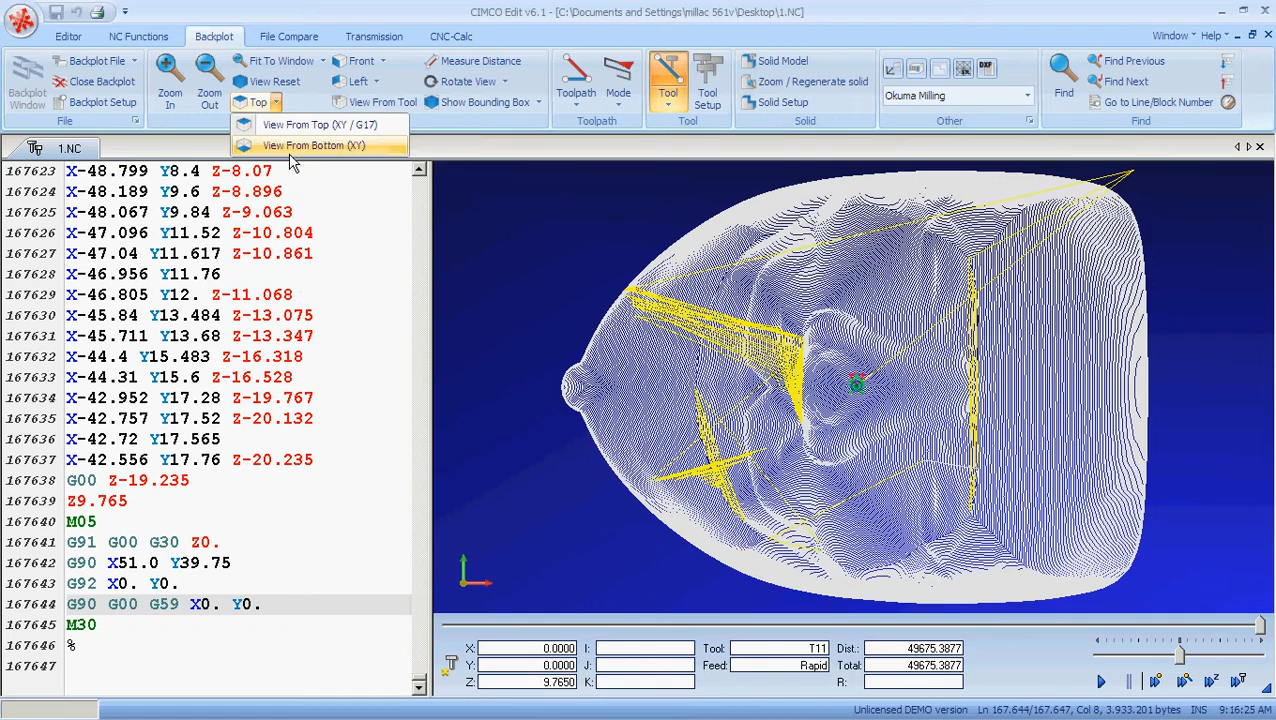 CIMCO Edit v6.1 - [C:\Documents and Settings\millac 561v\Desktop\1.NC]
Editor NC Functions Backplot File Compare Transmission CNC-Calc Window Help
Backplot Window
Backplot File
Close Backplot
Backplot Setup
File
Zoom In
Zoom Out
Fit To Window
View Reset
Top
Front
Left
View From Tool
Measure Distance
Rotate View
Show Bounding Box
Toolpath
Mode
Toolpath
Tool
Tool Setup
Tool
Solid Model
Zoom / Regenerate solid
Solid Setup
Solid
DXF
Okuma Milling
Other
Find
Find Previous
Find Next
Go to Line/Block Number
Find
View From Top (XY / G17)
View From Bottom (XY)
1.NC
167623 X-48.799 Y8.4 Z-8.07
167624 X-48.189 Y9.6 Z-8.896
167625 X-48.067 Y9.84 Z-9.063
167626 X-47.096 Y11.52 Z-10.804
167627 X-47.04 Y11.617 Z-10.861
167628 X-46.956 Y11.76
167629 X-46.805 Y12. Z-11.068
167630 X-45.84 Y13.484 Z-13.075
167631 X-45.711 Y13.68 Z-13.347
167632 X-44.4 Y15.483 Z-16.318
167633 X-44.31 Y15.6 Z-16.528
167634 X-42.952 Y17.28 Z-19.767
167635 X-42.757 Y17.52 Z-20.132
167636 X-42.72 Y17.565
167637 X-42.556 Y17.76 Z-20.235
167638 G00 Z-19.235
167639 Z9.765
167640 M05
167641 G91 G00 G30 Z0.
167642 G90 X51.0 Y39.75
167643 G92 X0. Y0.
167644 G90 G00 G59 X0. Y0.
167645 M30
167646 %
167647
X: 0.0000 I: Tool: T11 Dist.: 49675.3877
Y: 0.0000 J: Feed: Rapid Total: 49675.3877
Z: 9.7650 K: R:
Unlicensed DEMO version Ln 167.644/167.647, Col 8, 3.933.201 bytes INS 9:16:25 AM